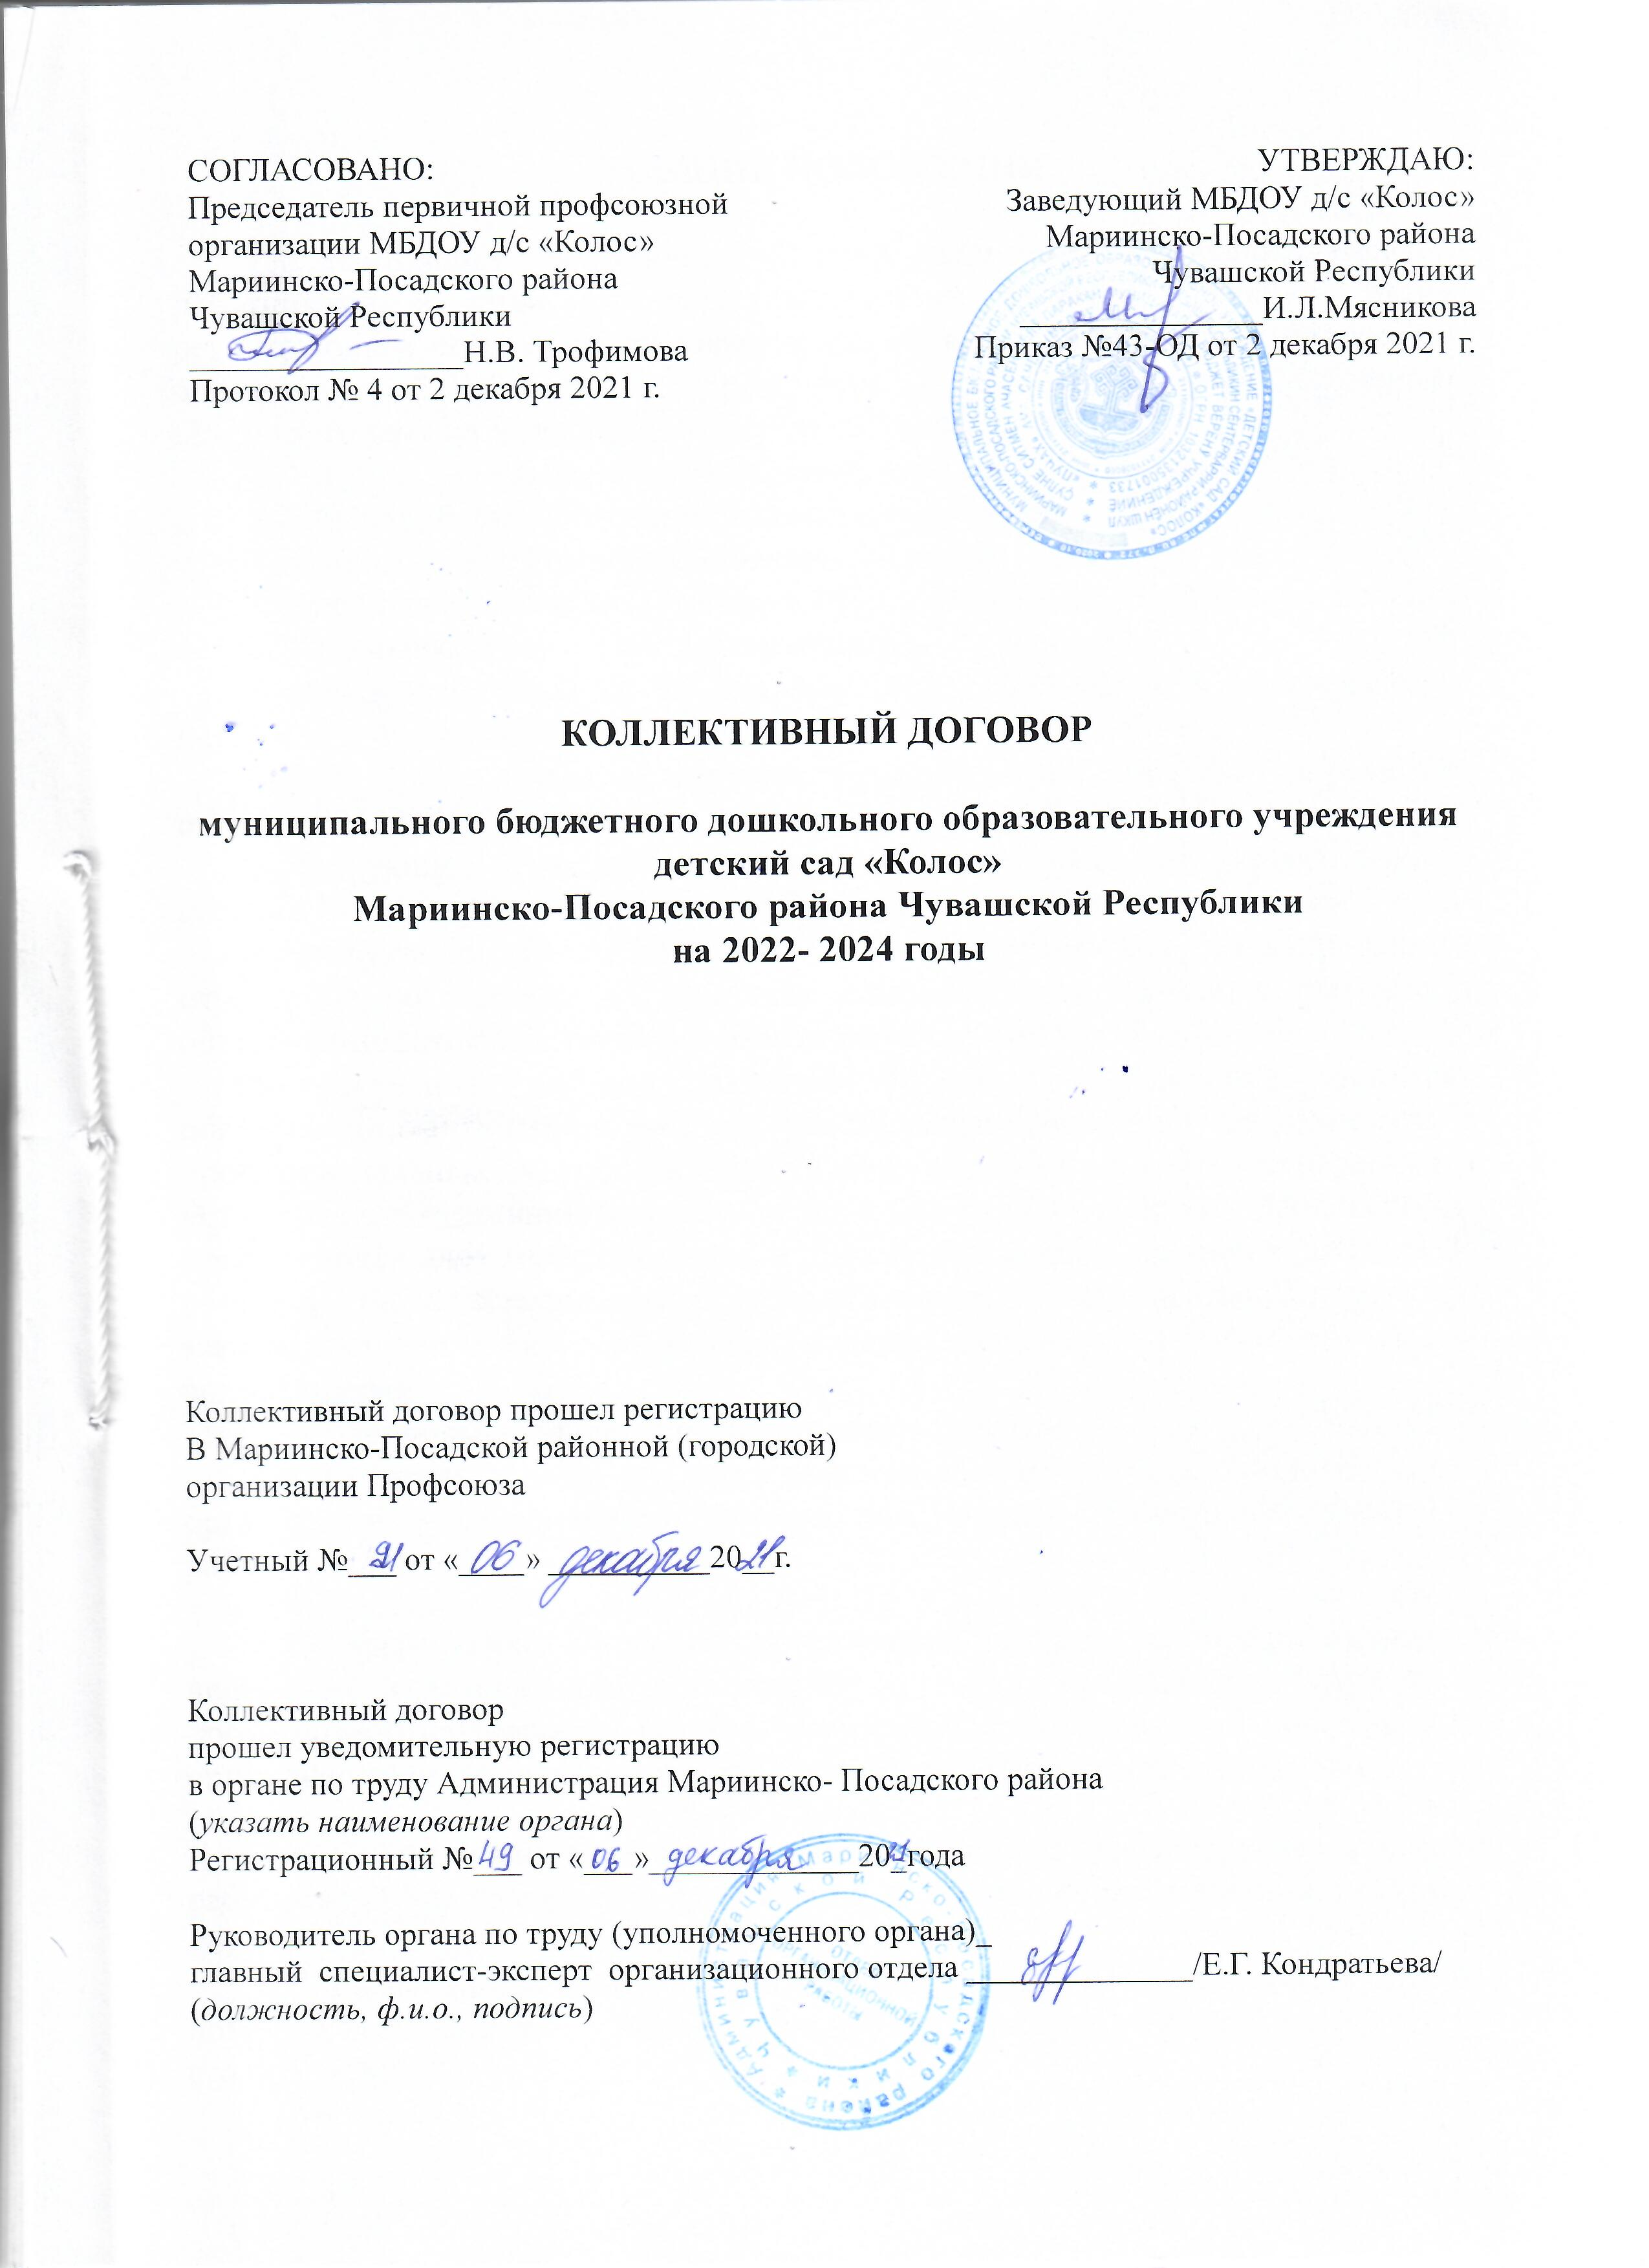 СОГЛАСОВАНО:
Председатель первичной профсоюзной
организации МБДОУ д/с «Колос»
Мариинско-Посадского района
Чувашской Республики
_________________Н.В. Трофимова
Протокол № 4 от 2 декабря 2021 г.
УТВЕРЖДАЮ:
Заведующий МБДОУ д/с «Колос»
Мариинско-Посадского района
Чувашской Республики
_______________И.Л.Мясникова
Приказ №43-ОД от 2 декабря 2021 г.
КОЛЛЕКТИВНЫЙ ДОГОВОР
муниципального бюджетного дошкольного образовательного учреждения
детский сад «Колос»
Мариинско-Посадского района Чувашской Республики
на 2022- 2024 годы
Коллективный договор прошел регистрацию
В Мариинско-Посадской районной (городской)
организации Профсоюза
Учетный № от «06» декабря 2021г.
Коллективный договор
прошел уведомительную регистрацию
в органе по труду Администрация Мариинско- Посадского района
(указать наименование органа)
Регистрационный №49 от «06» декабря 2021года
Руководитель органа по труду (уполномоченного органа)_
главный специалист-эксперт организационного отдела ______________/Е.Г. Кондратьева/
(должность, ф.и.о., подпись)